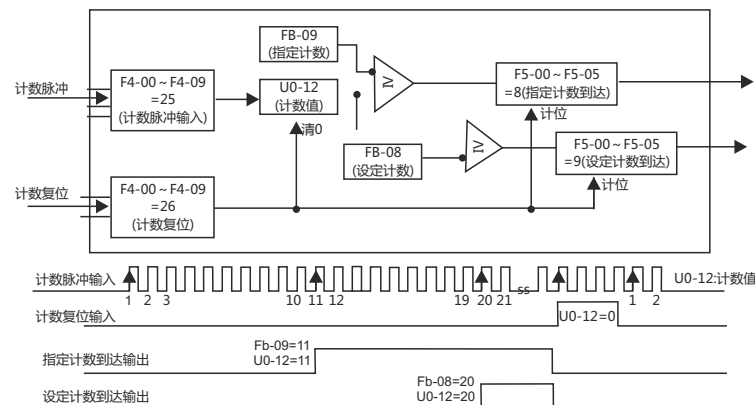 FB-09
(指定计数)
计数脉冲
F4-00～F4-09
=25
(计数脉冲输入)
U0-12
(计数值)
≥
F5-00～F5-05
=8(指定计数到达)
清0
计位
FB-08
(设定计数)
≥
F5-00～F5-05
=9(设定计数到达)
计数复位
F4-00～F4-09
=26
(计数复位)
计位
计数脉冲输入
U0-12:计数值
1 2 3 10 11 12 19 20 21 ss 1 2
计数复位输入
U0-12=0
指定计数到达输出
Fb-09=11
U0-12=11
设定计数到达输出
Fb-08=20
U0-12=20